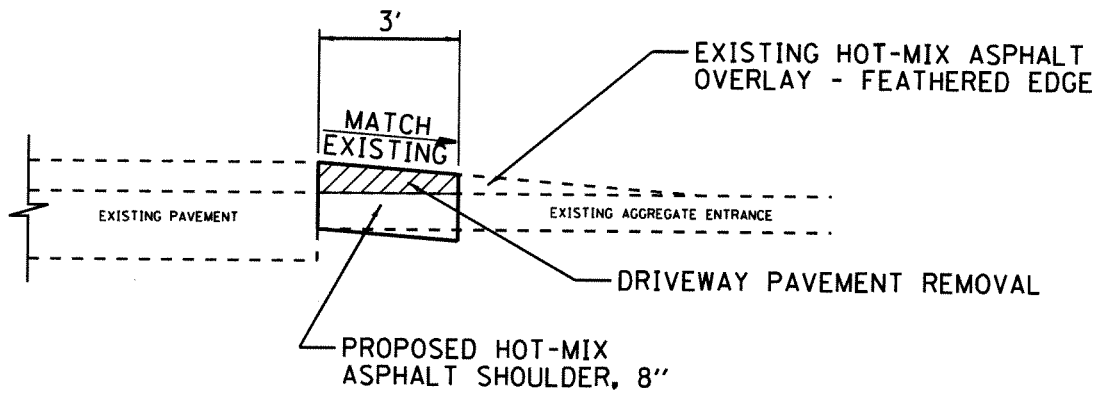 3'
EXISTING HOT-MIX ASPHALT
OVERLAY - FEATHERED EDGE
MATCH
EXISTING
EXISTING PAVEMENT
EXISTING AGGREGATE ENTRANCE
DRIVEWAY PAVEMENT REMOVAL
PROPOSED HOT-MIX
ASPHALT SHOULDER, 8"